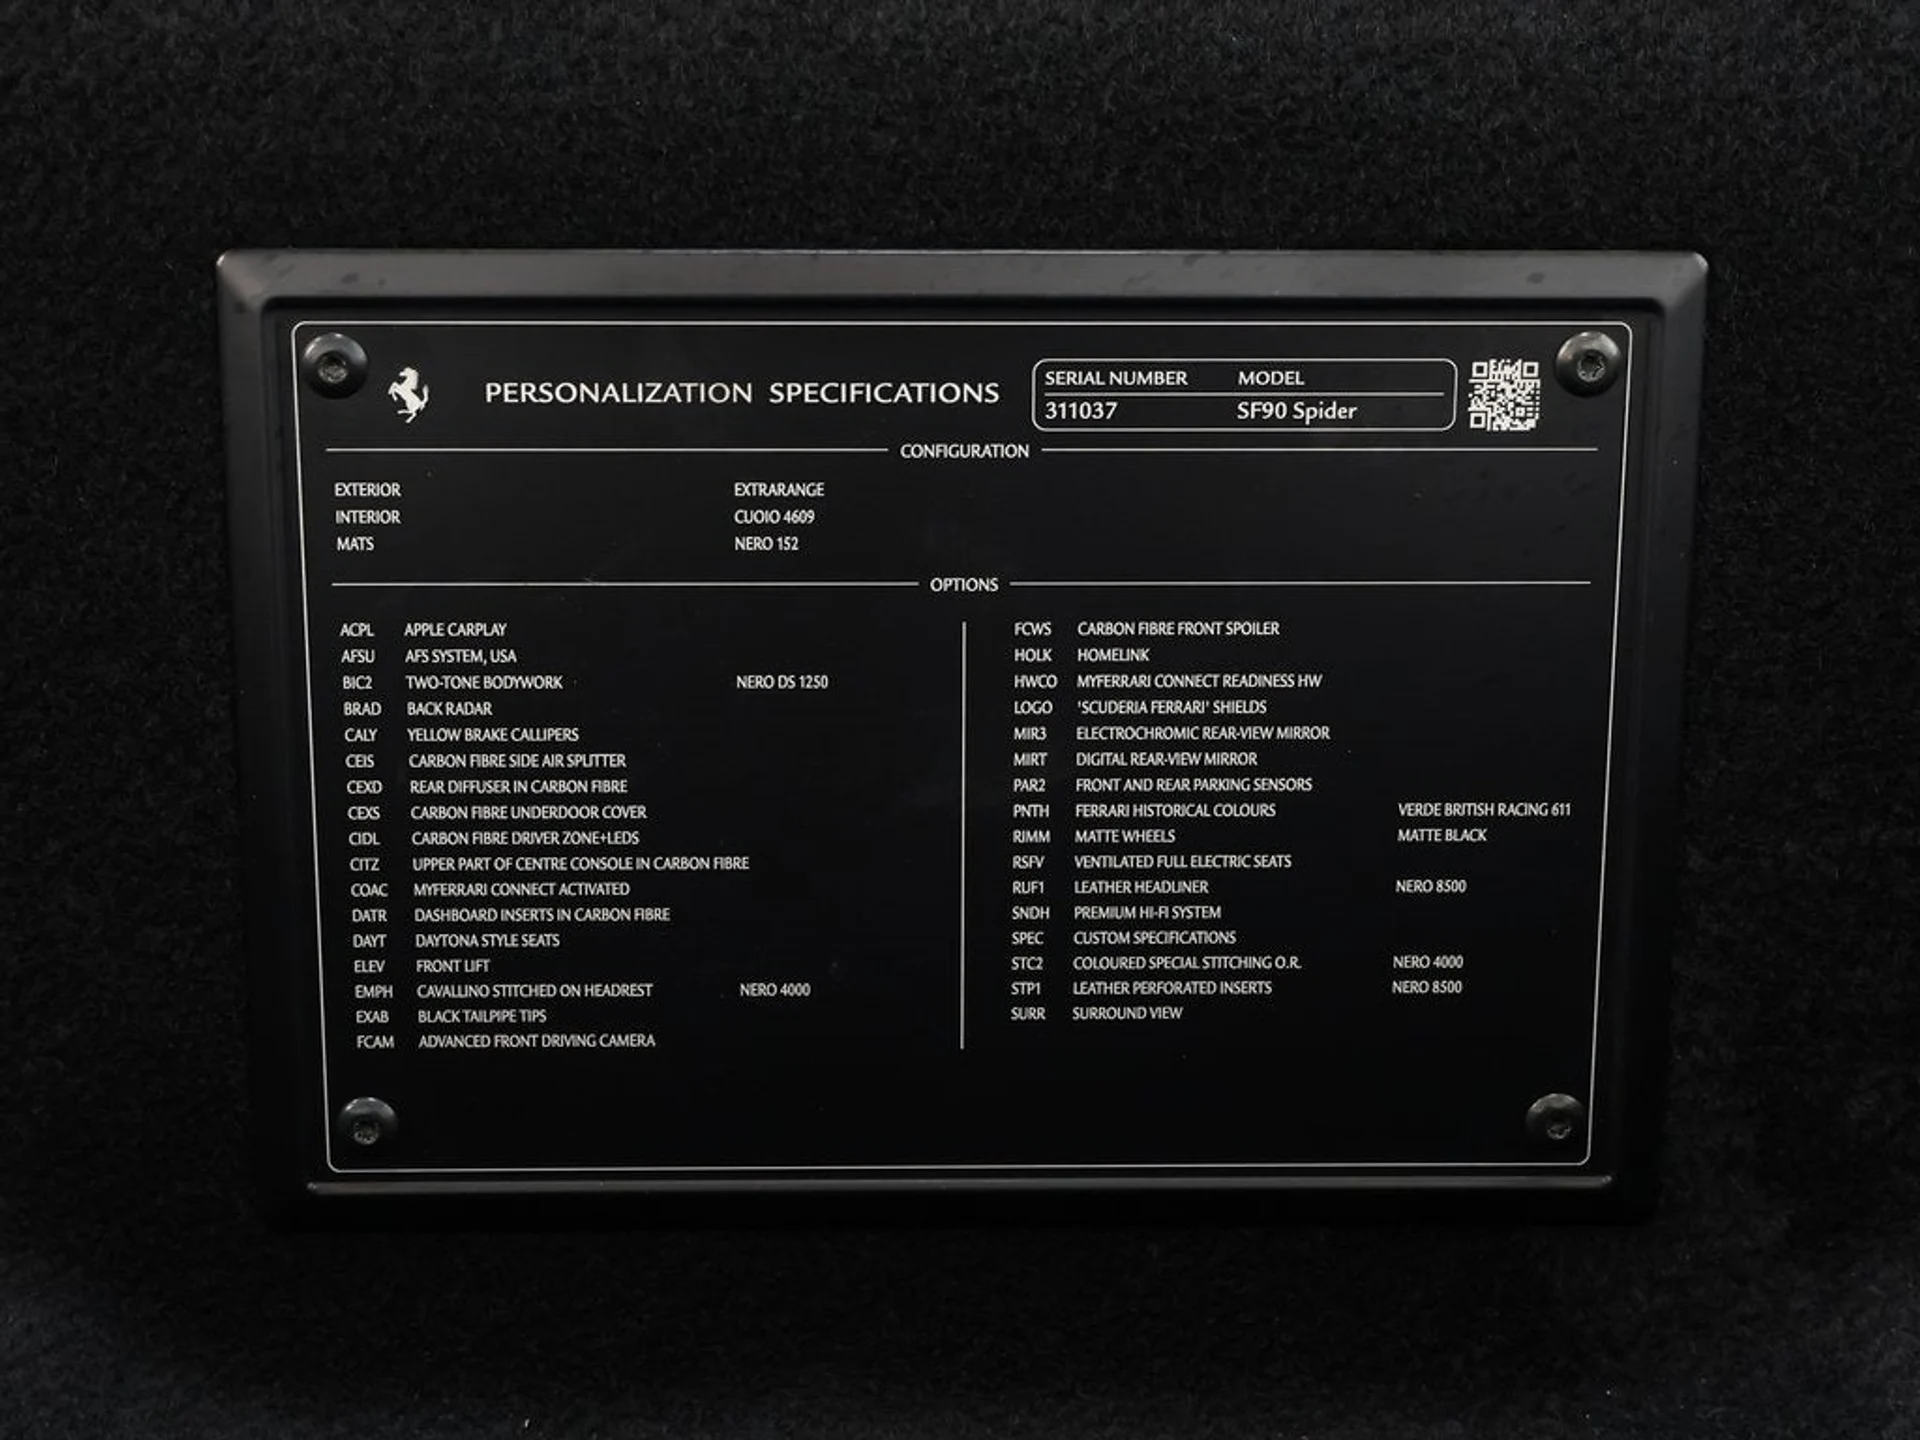 PERSONALIZATION SPECIFICATIONS
SERIAL NUMBER MODEL
311037 SF90 Spider
CONFIGURATION
EXTERIOR EXTRARANGE
INTERIOR CUOIO 4609
MATS NERO 152
OPTIONS
ACPL APPLE CARPLAY
AFSU AFS SYSTEM, USA
BIC2 TWO-TONE BODYWORK NERO DS 1250
BRAD BACK RADAR
CALY YELLOW BRAKE CALLIPERS
CEIS CARBON FIBRE SIDE AIR SPLITTER
CEXD REAR DIFFUSER IN CARBON FIBRE
CEXS CARBON FIBRE UNDERDOOR COVER
CIDL CARBON FIBRE DRIVER ZONE+LEDS
CITZ UPPER PART OF CENTRE CONSOLE IN CARBON FIBRE
COAC MYFERRARI CONNECT ACTIVATED
DATR DASHBOARD INSERTS IN CARBON FIBRE
DAYT DAYTONA STYLE SEATS
ELEV FRONT LIFT
EMPH CAVALLINO STITCHED ON HEADREST NERO 4000
EXAB BLACK TAILPIPE TIPS
FCAM ADVANCED FRONT DRIVING CAMERA
FCWS CARBON FIBRE FRONT SPOILER
HOLK HOMELINK
HWCO MYFERRARI CONNECT READINESS HW
LOGO 'SCUDERIA FERRARI' SHIELDS
MIR3 ELECTROCHROMIC REAR-VIEW MIRROR
MIRT DIGITAL REAR-VIEW MIRROR
PAR2 FRONT AND REAR PARKING SENSORS
PNTH FERRARI HISTORICAL COLOURS VERDE BRITISH RACING 611
RIMM MATTE WHEELS MATTE BLACK
RSFV VENTILATED FULL ELECTRIC SEATS
RUF1 LEATHER HEADLINER NERO 8500
SNDH PREMIUM HI-FI SYSTEM
SPEC CUSTOM SPECIFICATIONS
STC2 COLOURED SPECIAL STITCHING O.R. NERO 4000
STP1 LEATHER PERFORATED INSERTS NERO 8500
SURR SURROUND VIEW